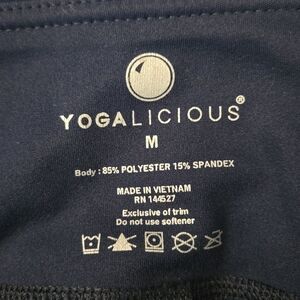 YOGALICIOUS®
M
Body : 85% POLYESTER 15% SPANDEX
MADE IN VIETNAM
RN 144527
Exclusive of trim
Do not use softener